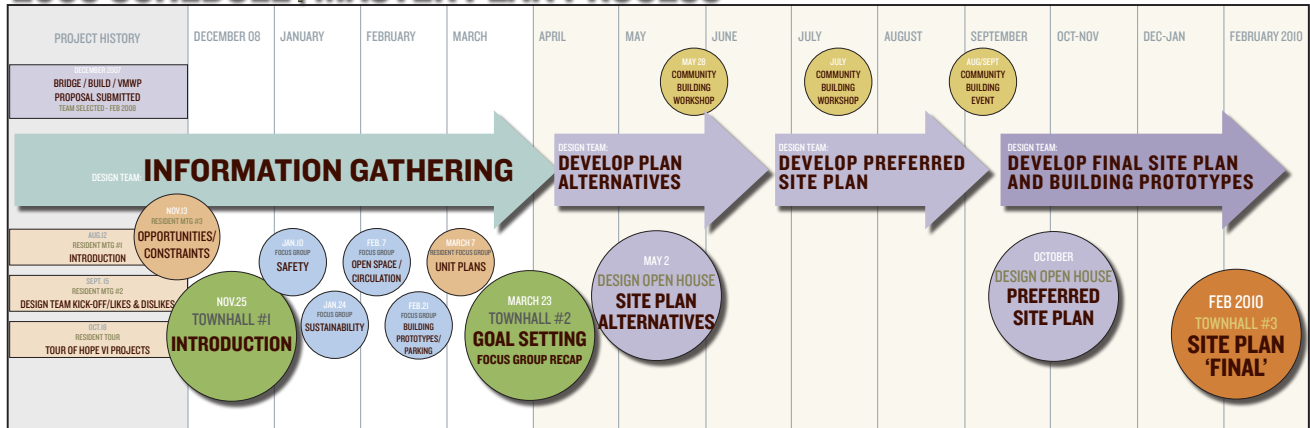 2009 SCHEDULE / MASTER PLAN PROCESS
PROJECT HISTORY
DECEMBER 08
JANUARY
FEBRUARY
MARCH
APRIL
MAY
JUNE
JULY
AUGUST
SEPTEMBER
OCT-NOV
DEC-JAN
FEBRUARY 2010
DECEMBER 2007
BRIDGE / BUILD / VMWP
PROPOSAL SUBMITTED
TEAM SELECTED - FEB 2008
MAY 28
COMMUNITY
BUILDING
WORKSHOP
JULY
COMMUNITY
BUILDING
WORKSHOP
AUG/SEPT
COMMUNITY
BUILDING
EVENT
DESIGN TEAM: INFORMATION GATHERING
DESIGN TEAM:
DEVELOP PLAN
ALTERNATIVES
DESIGN TEAM:
DEVELOP PREFERRED
SITE PLAN
DESIGN TEAM:
DEVELOP FINAL SITE PLAN
AND BUILDING PROTOTYPES
AUG.12
RESIDENT MTG #1
INTRODUCTION
SEPT. 15
RESIDENT MTG #2
DESIGN TEAM KICK-OFF/LIKES & DISLIKES
OCT.18
RESIDENT TOUR
TOUR OF HOPE VI PROJECTS
NOV.13
RESIDENT MTG #3
OPPORTUNITIES/
CONSTRAINTS
NOV.25
TOWNHALL #1
INTRODUCTION
JAN.10
FOCUS GROUP
SAFETY
JAN.24
FOCUS GROUP
SUSTAINABILITY
FEB. 7
FOCUS GROUP
OPEN SPACE /
CIRCULATION
FEB.21
FOCUS GROUP
BUILDING
PROTOTYPES/
PARKING
MARCH 7
RESIDENT FOCUS GROUP
UNIT PLANS
MARCH 23
TOWNHALL #2
GOAL SETTING
FOCUS GROUP RECAP
MAY 2
DESIGN OPEN HOUSE
SITE PLAN
ALTERNATIVES
OCTOBER
DESIGN OPEN HOUSE
PREFERRED
SITE PLAN
FEB 2010
TOWNHALL #3
SITE PLAN
'FINAL'